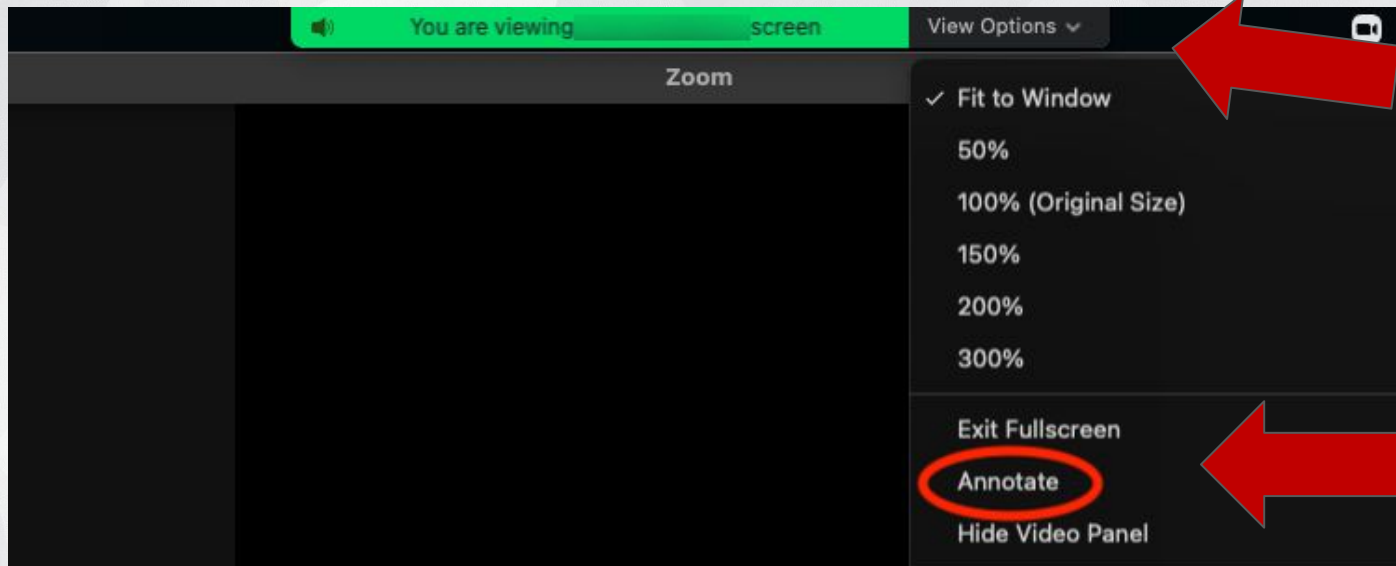 You are viewing screen View Options
Zoom
✓ Fit to Window
50%
100% (Original Size)
150%
200%
300%
Exit Fullscreen
Annotate
Hide Video Panel